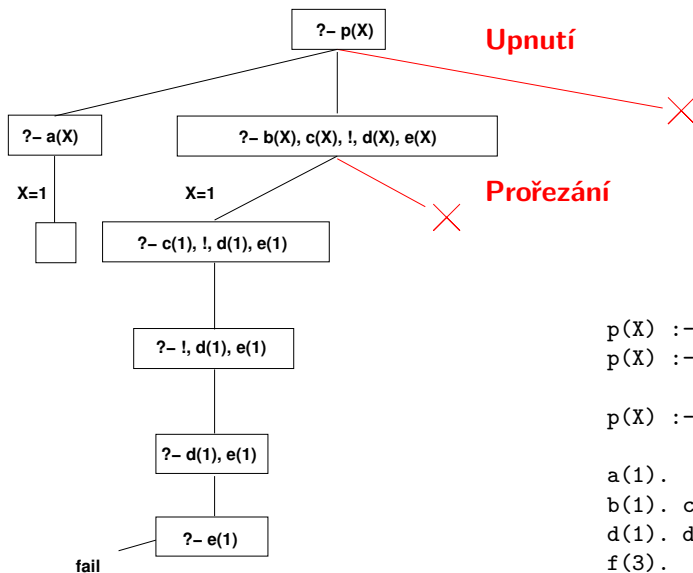 ?– p(X)
Upnutí
?– a(X)
?– b(X), c(X), !, d(X), e(X)
X=1
X=1
Prořezání
?– c(1), !, d(1), e(1)
?– !, d(1), e(1)
?– d(1), e(1)
?– e(1)
fail
p(X) :-
p(X) :-
p(X) :-
a(1).
b(1). c
d(1). d
f(3).